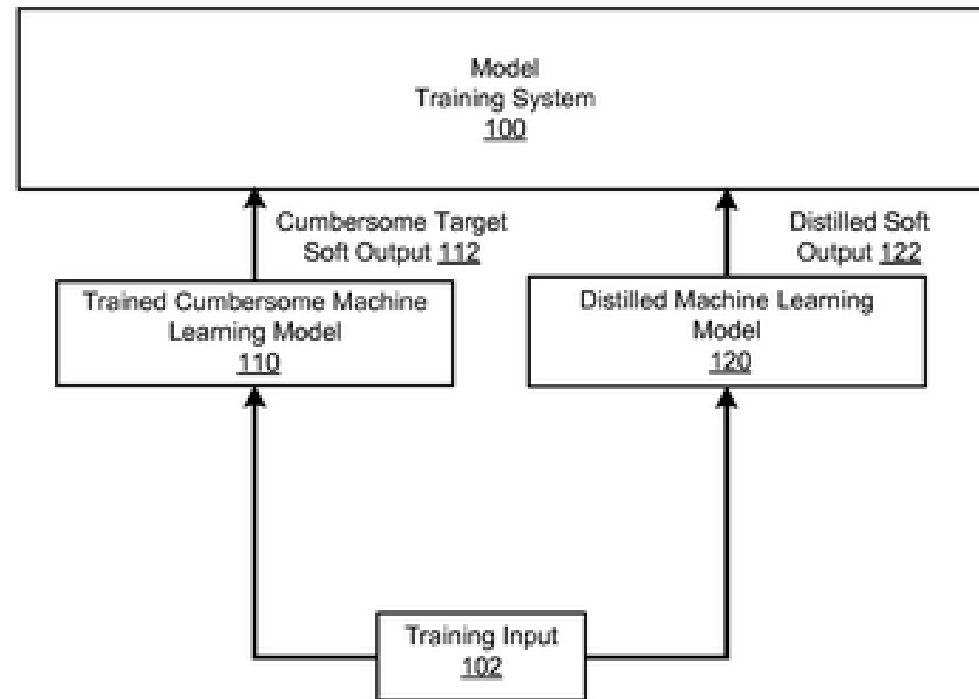 Model
Training System
100
Cumbersome Target
Soft Output 112
Distilled Soft
Output 122
Trained Cumbersome Machine
Learning Model
110
Distilled Machine Learning
Model
120
Training Input
102